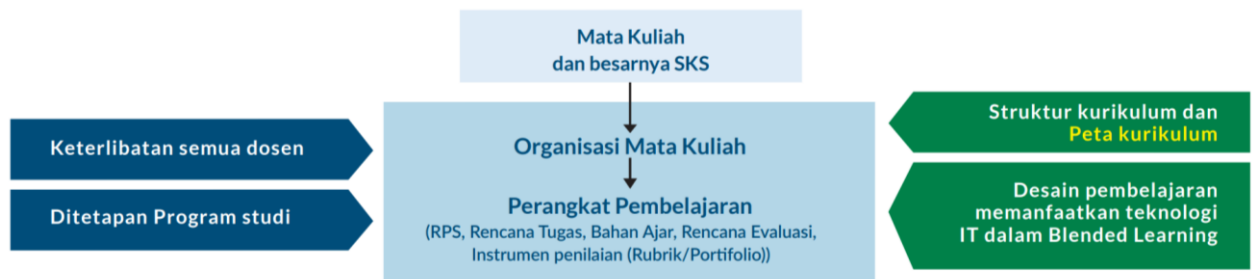 Mata Kuliah
dan besarnya SKS
Keterlibatan semua dosen
Ditetapan Program studi
Organisasi Mata Kuliah
Perangkat Pembelajaran
(RPS, Rencana Tugas, Bahan Ajar, Rencana Evaluasi,
Instrumen penilaian (Rubrik/Portifolio))
Struktur kurikulum dan
Peta kurikulum
Desain pembelajaran
memanfaatkan teknologi
IT dalam Blended Learning